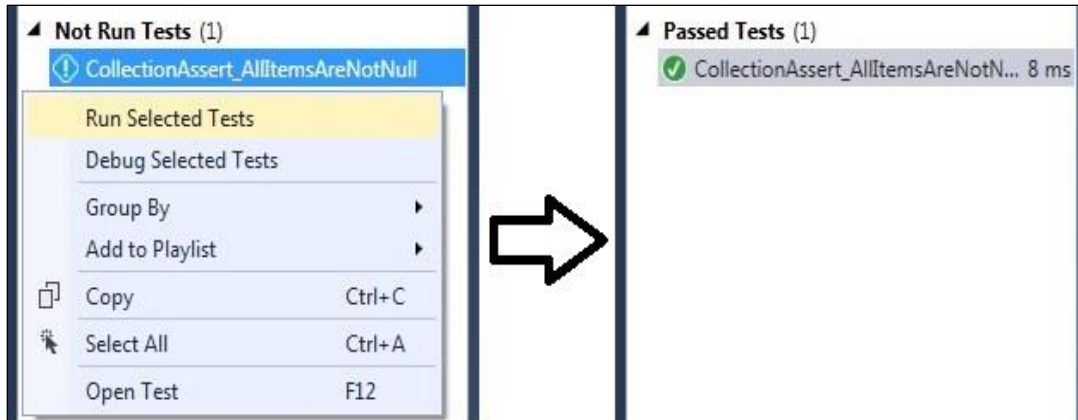 Not Run Tests (1)
CollectionAssert_AllItemsAreNotNull
Run Selected Tests
Debug Selected Tests
Group By
Add to Playlist
Copy Ctrl+C
Select All Ctrl+A
Open Test F12
Passed Tests (1)
CollectionAssert_AllItemsAreNotN... 8 ms